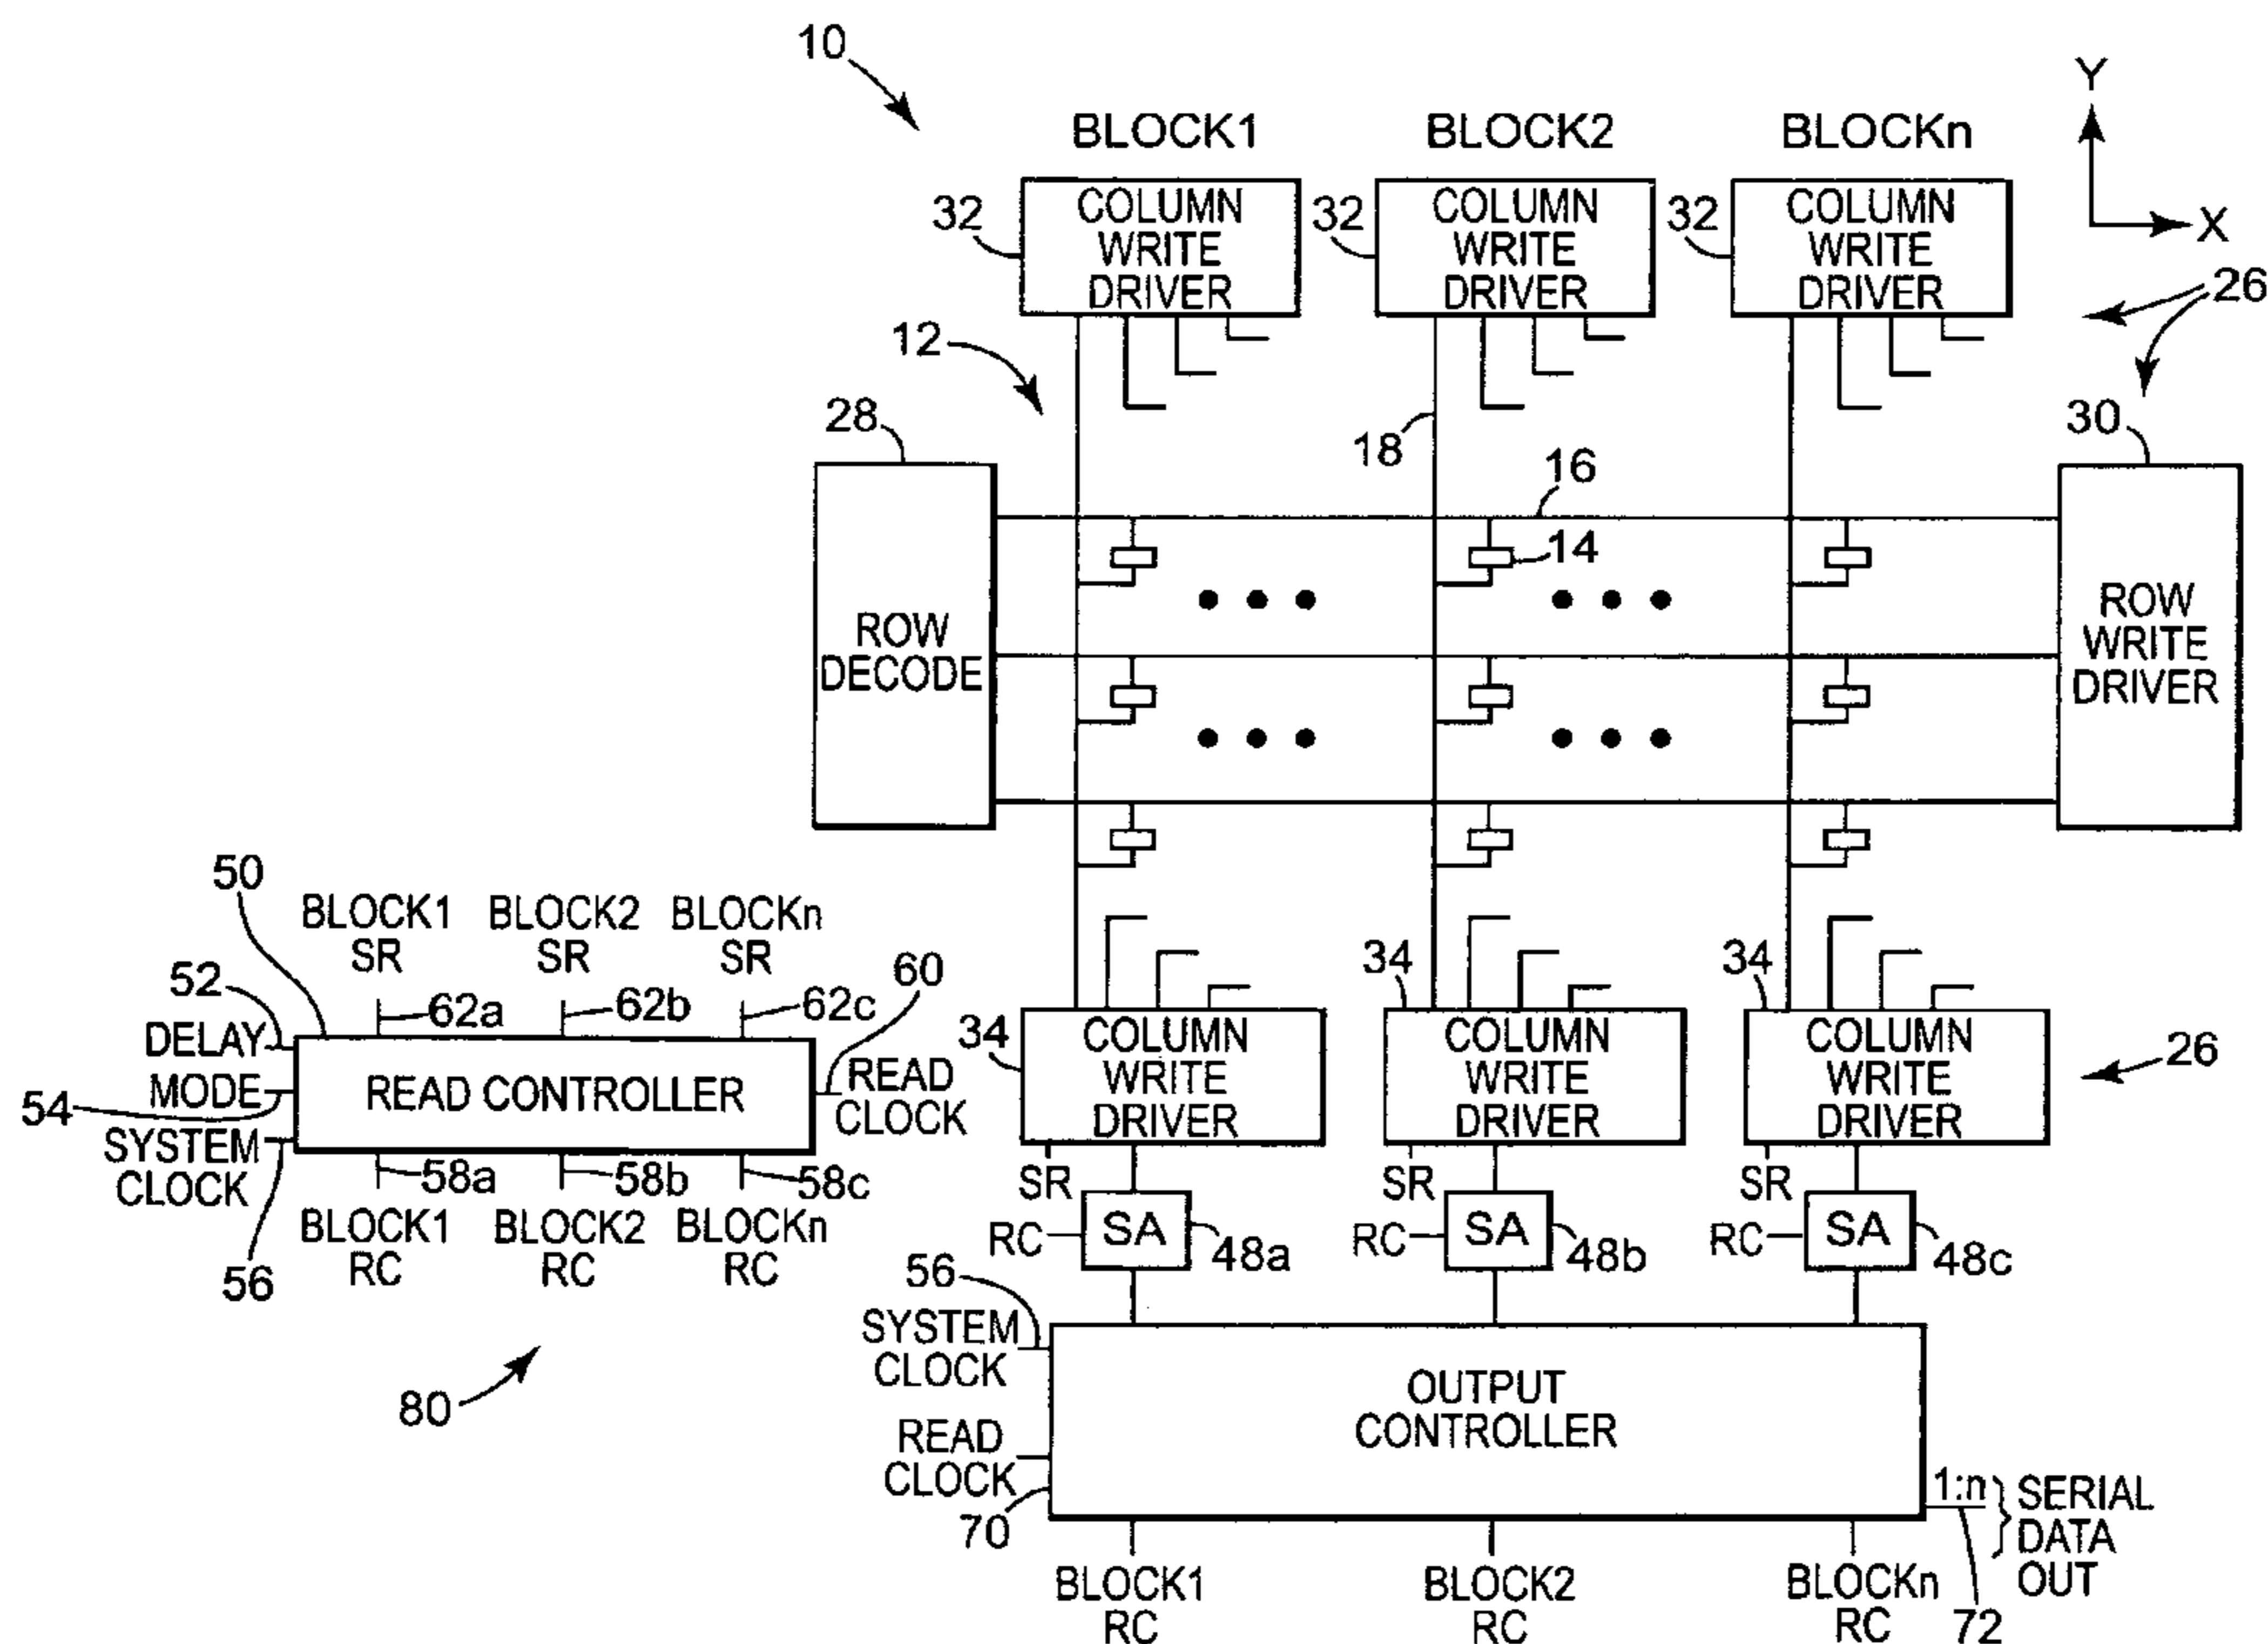 10
Y
X
BLOCK1 BLOCK2 BLOCKn
32 COLUMN WRITE DRIVER
32 COLUMN WRITE DRIVER
32 COLUMN WRITE DRIVER
26
12
28
18
16
14
30
ROW DECODE
ROW WRITE DRIVER
50
BLOCK1 SR
BLOCK2 SR
BLOCKn SR
60
52
62a
62b
62c
DELAY
MODE
54
SYSTEM CLOCK
56
READ CONTROLLER
READ CLOCK
58a
58b
58c
BLOCK1 RC
BLOCK2 RC
BLOCKn RC
80
34 COLUMN WRITE DRIVER
34 COLUMN WRITE DRIVER
34 COLUMN WRITE DRIVER
26
SR
SR
SR
RC SA 48a
RC SA 48b
RC SA 48c
56
SYSTEM CLOCK
READ CLOCK
70
OUTPUT CONTROLLER
1:n
SERIAL DATA OUT
72
BLOCK1 RC
BLOCK2 RC
BLOCKn RC